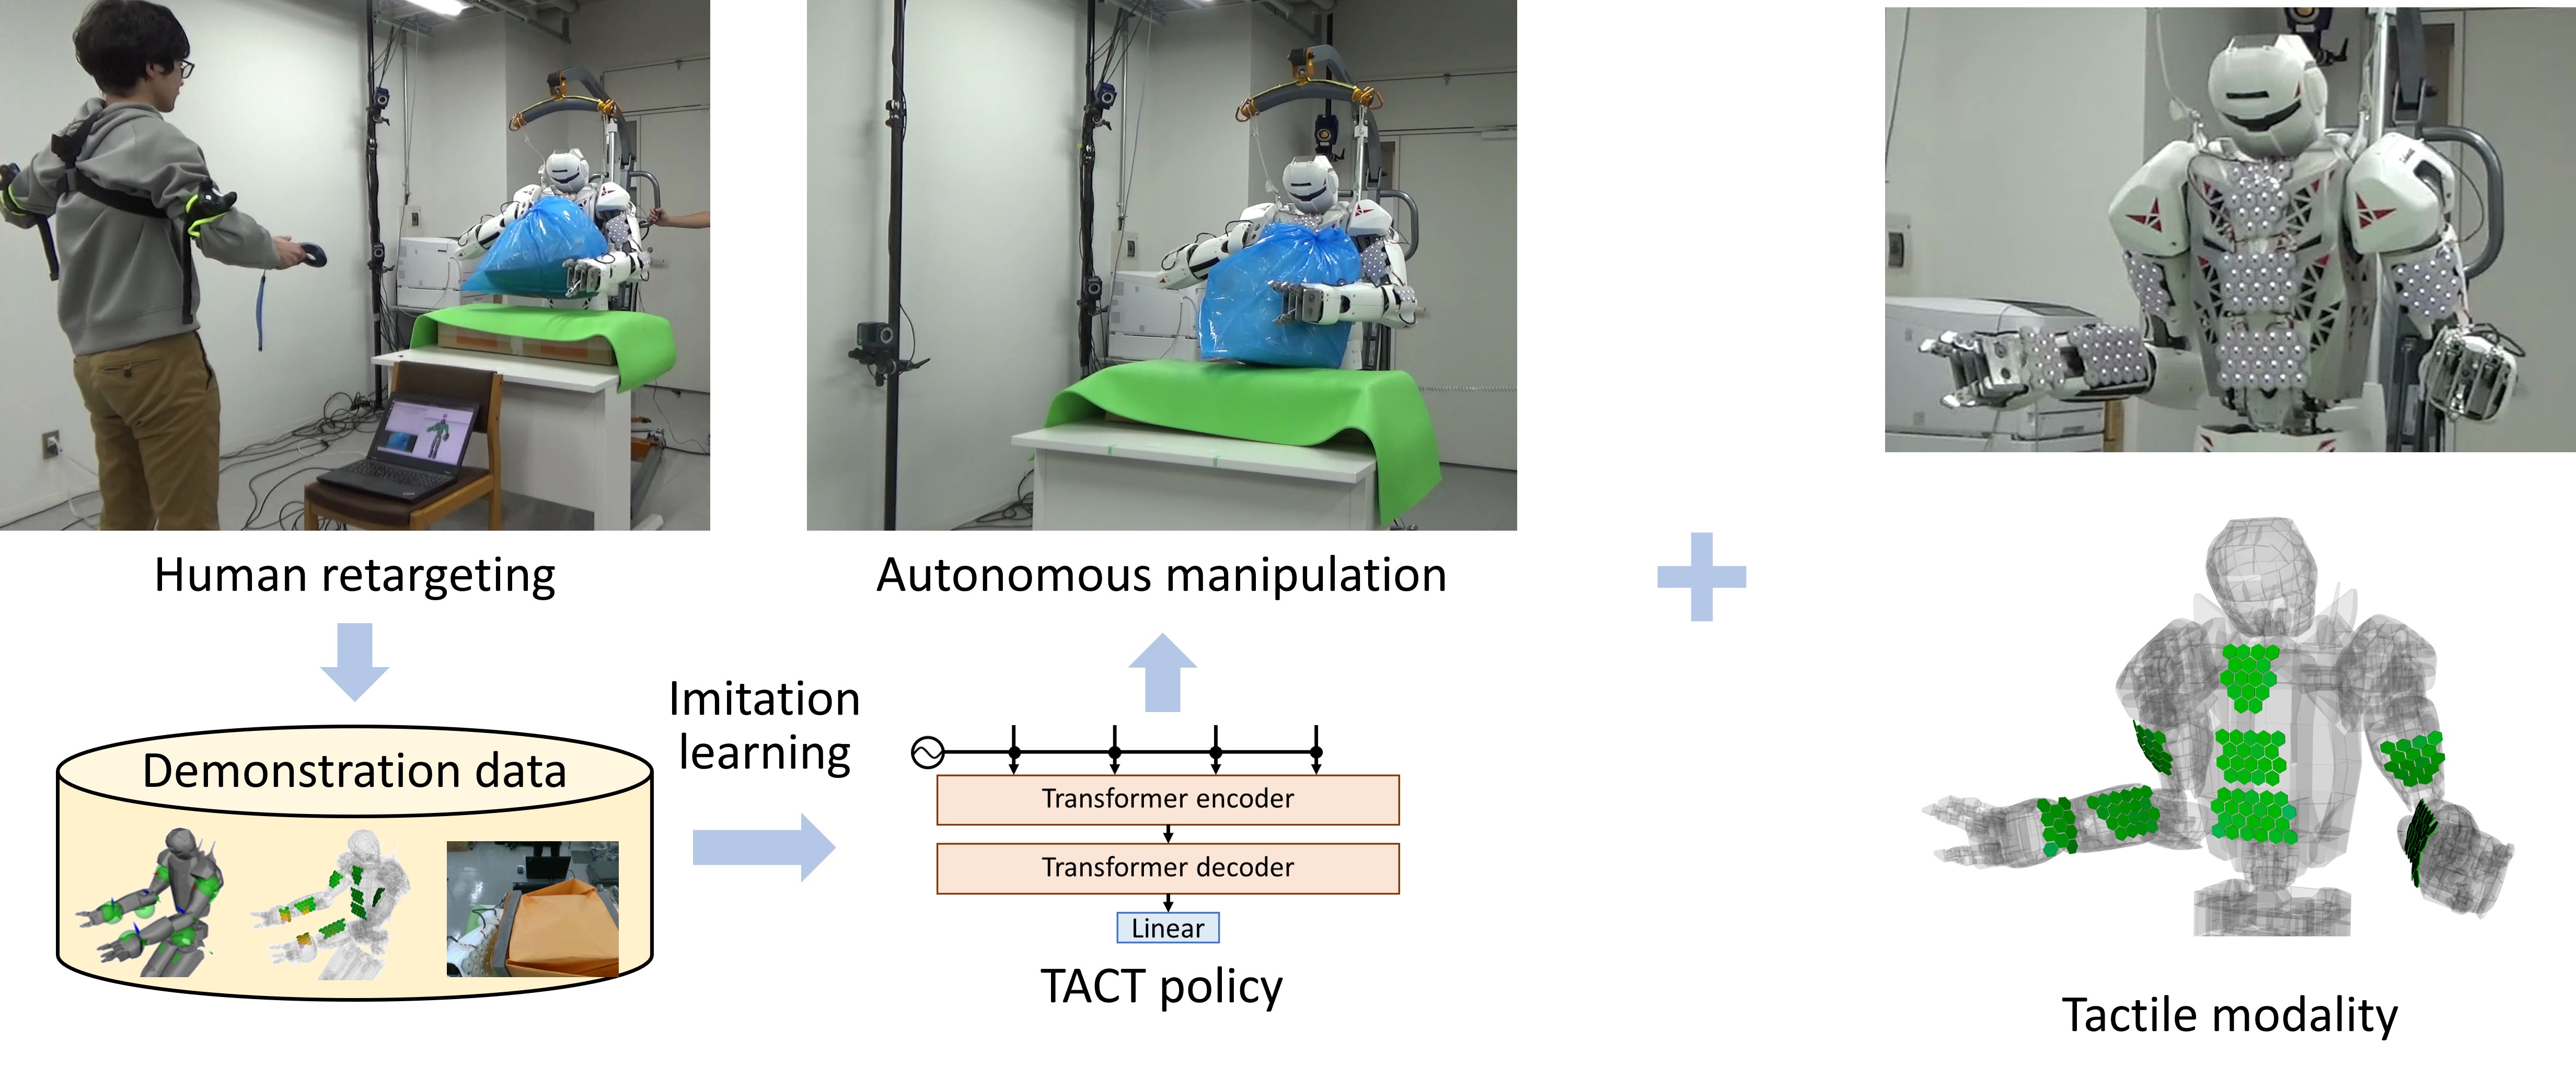 Human retargeting
Autonomous manipulation
Demonstration data
Imitation
learning
Transformer encoder
Transformer decoder
Linear
TACT policy
Tactile modality